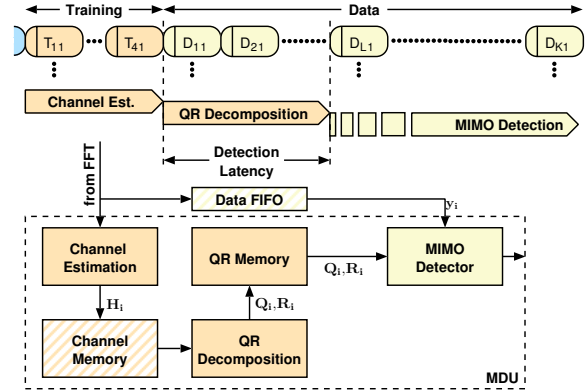 Training
Data
T11
T41
D11
D21
DL1
DK1
Channel Est.
QR Decomposition
MIMO Detection
Detection
Latency
from FFT
Data FIFO
yi
Channel
Estimation
QR Memory
MIMO
Detector
Qi,Ri
Hi
Qi,Ri
Channel
Memory
QR
Decomposition
MDU